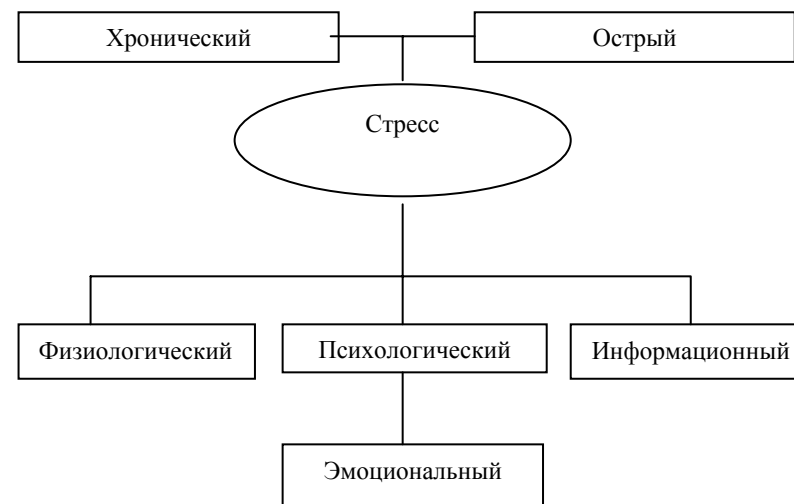 Хронический
Острый
Стресс
Физиологический
Психологический
Информационный
Эмоциональный